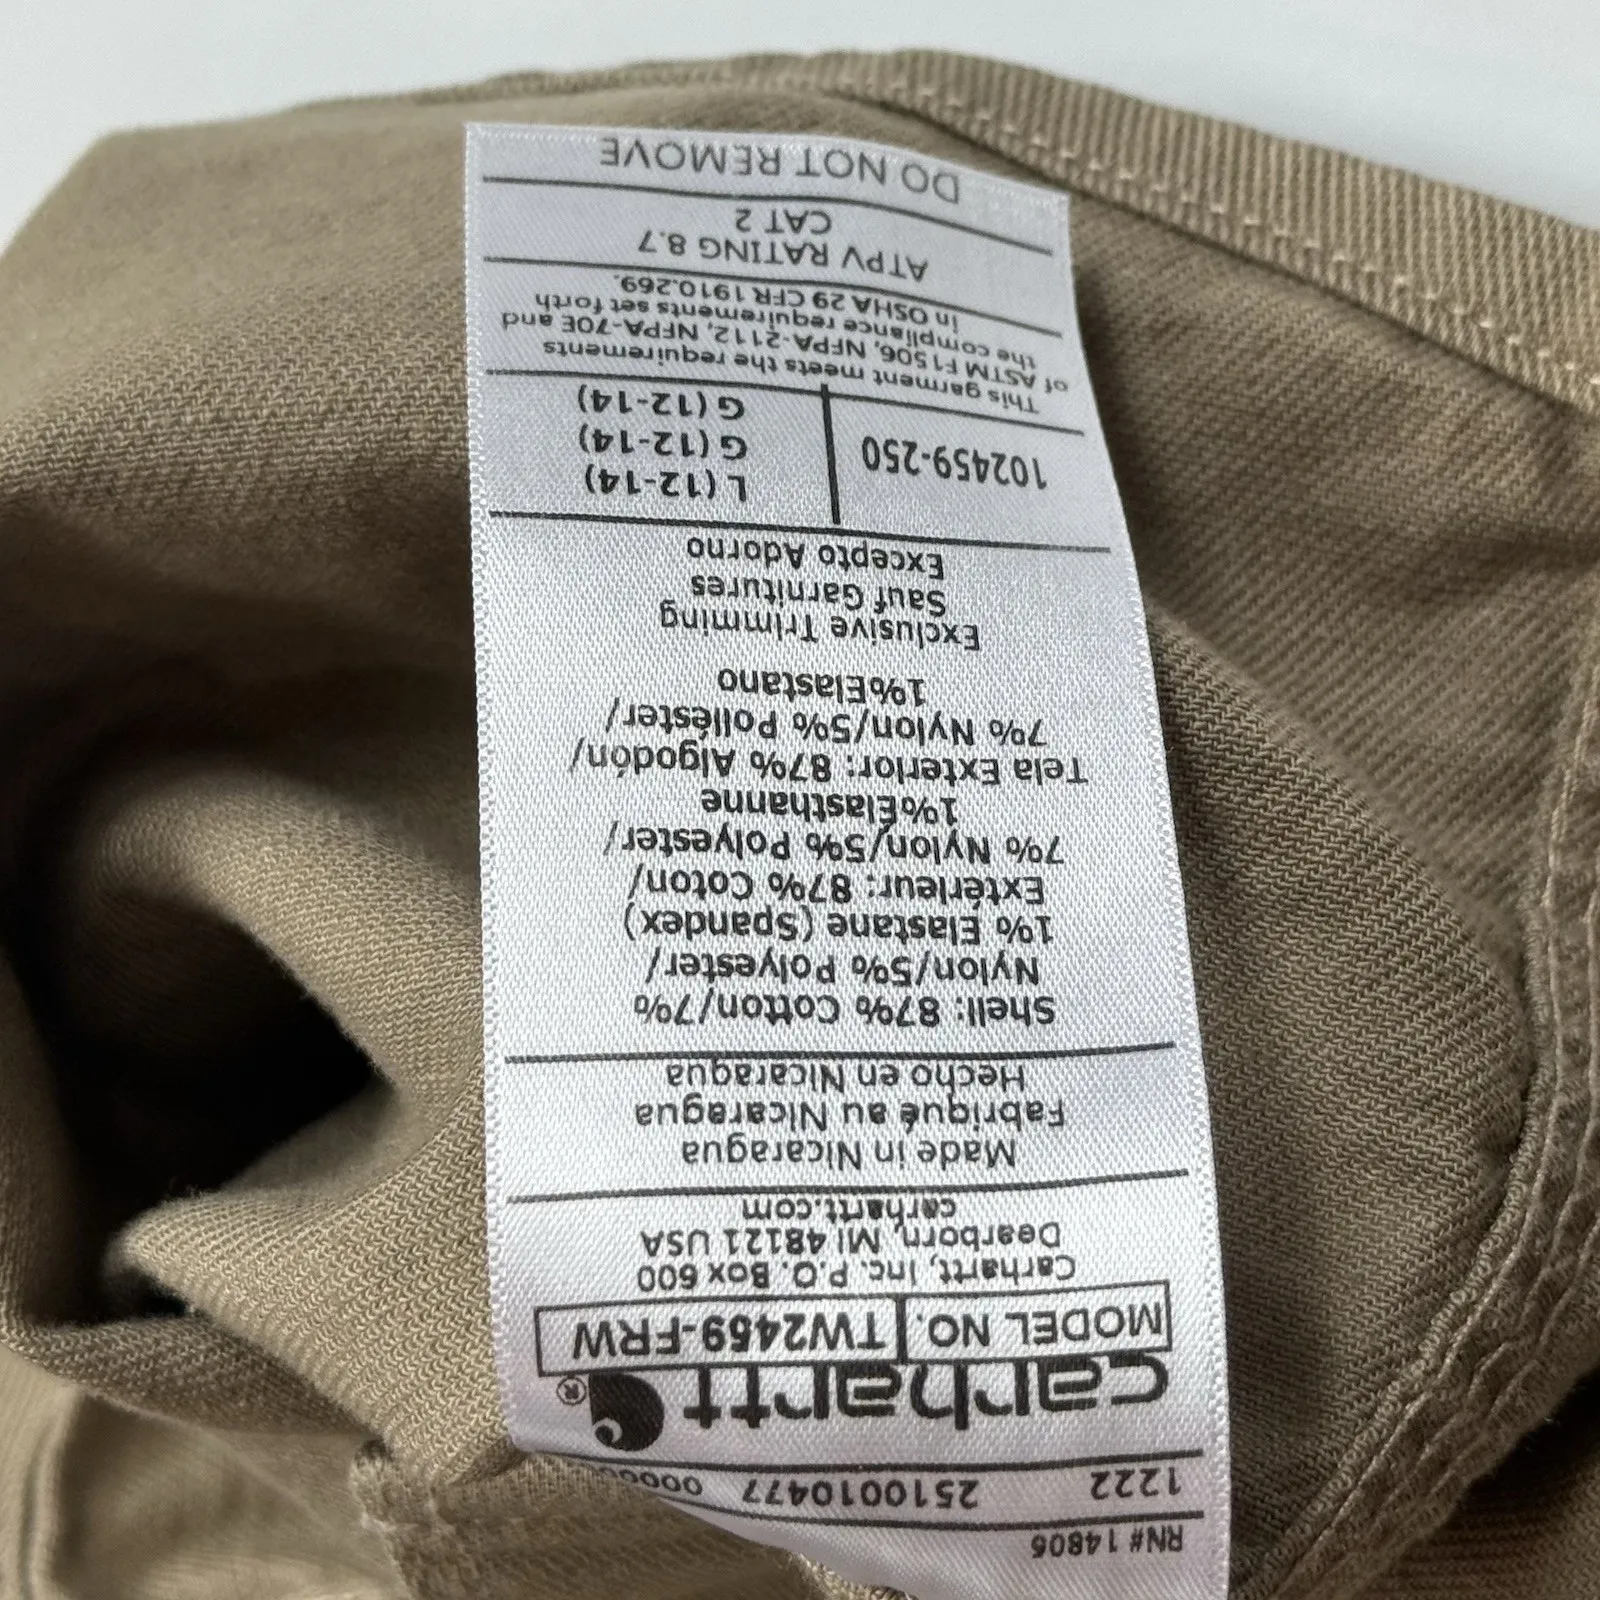 RN# 14806
1222 2510010477
carhartt®
MODEL NO. TW2459-FRW
Carhartt, Inc. P.O. Box 600
Dearborn, MI 48121 USA
carhartt.com
Made in Nicaragua
Fabriqué au Nicaragua
Hecho en Nicaragua
Shell: 87% Cotton/7%
Nylon/5% Polyester/
1% Elastane (Spandex)
Extérieur: 87% Coton/
7% Nylon/5% Polyester/
1%Elasthanne
Tela Exterior: 87% Algodón/
7% Nylon/5% Poliéster/
1%Elastano
Exclusive Trimming
Sauf Garnitures
Excepto Adorno
102459-250
L (12-14)
G (12-14)
G (12-14)
This garment meets the requirements
of ASTM F1506, NFPA-2112, NFPA-70E and
the compliance requirements set forth
in OSHA 29 CFR 1910.269.
ATPV RATING 8.7
CAT 2
DO NOT REMOVE